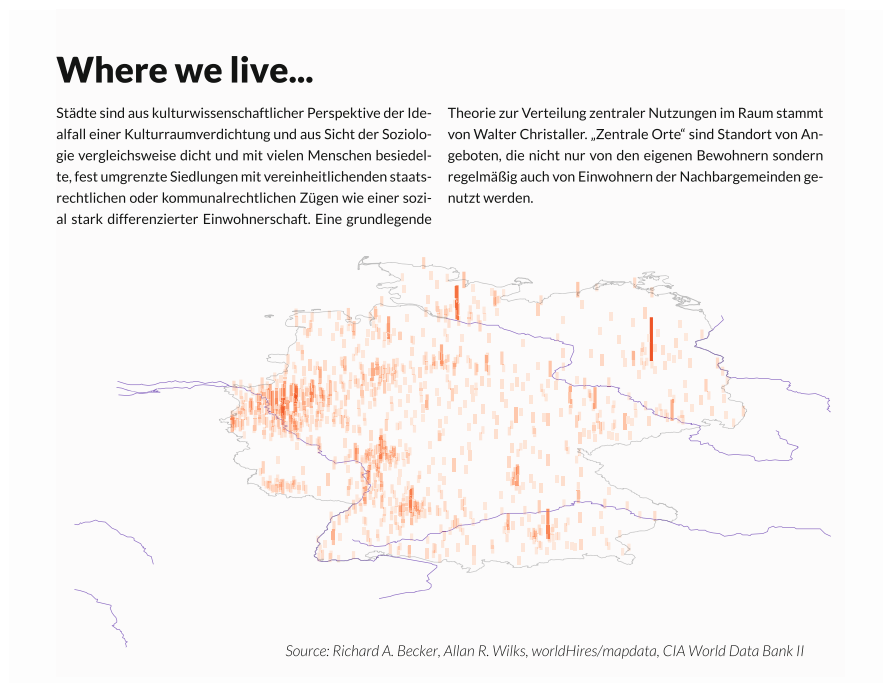 Where we live...
Städte sind aus kulturwissenschaftlicher Perspektive der Ide-
alfall einer Kulturraumverdichtung und aus Sicht der Soziolo-
gie vergleichsweise dicht und mit vielen Menschen besiedel-
te, fest umgrenzte Siedlungen mit vereinheitlichenden staats-
rechtlichen oder kommunalrechtlichen Zügen wie einer sozi-
al stark differenzierter Einwohnerschaft. Eine grundlegende
Theorie zur Verteilung zentraler Nutzungen im Raum stammt
von Walter Christaller. „Zentrale Orte“ sind Standort von An-
geboten, die nicht nur von den eigenen Bewohnern sondern
regelmäßig auch von Einwohnern der Nachbargemeinden ge-
nutzt werden.
Source: Richard A. Becker, Allan R. Wilks, worldHires/mapdata, CIA World Data Bank II